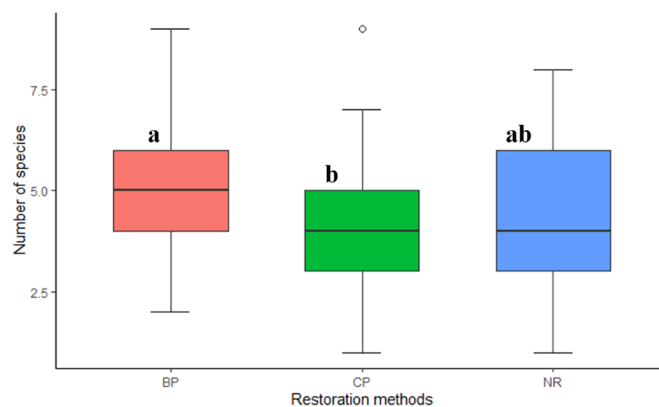 Number of species
7.5
5.0
2.5
a
b
ab
BP CP NR
Restoration methods